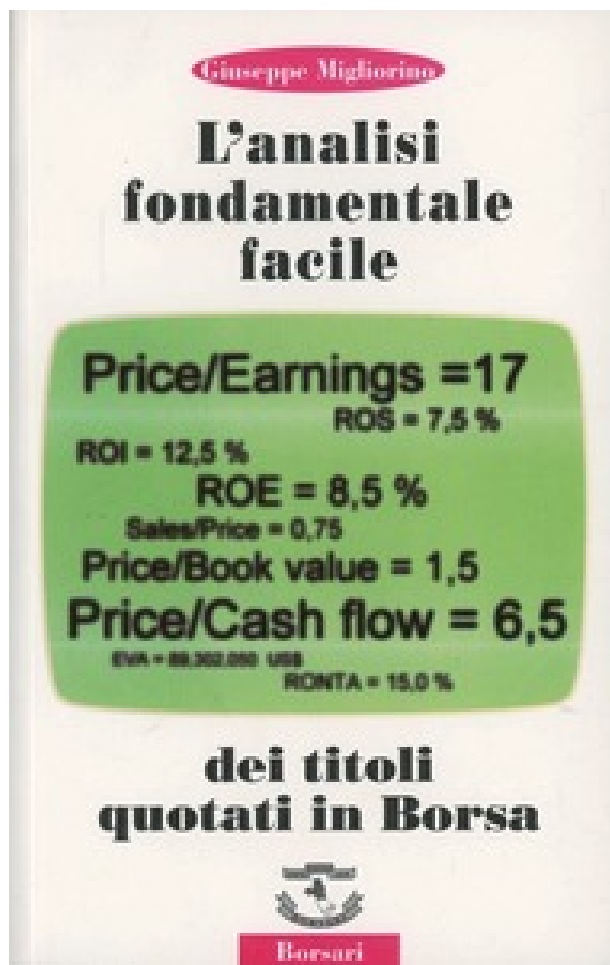 Giuseppe Migliorino
L'analisi
fondamentale
facile
Price/Earnings =17
ROS = 7,5 %
ROI = 12,5 %
ROE = 8,5 %
Sales/Price = 0,75
Price/Book value = 1,5
Price/Cash flow = 6,5
EVA = US$
RONTA = 15,0 %
dei titoli
quotati in Borsa
Borsari